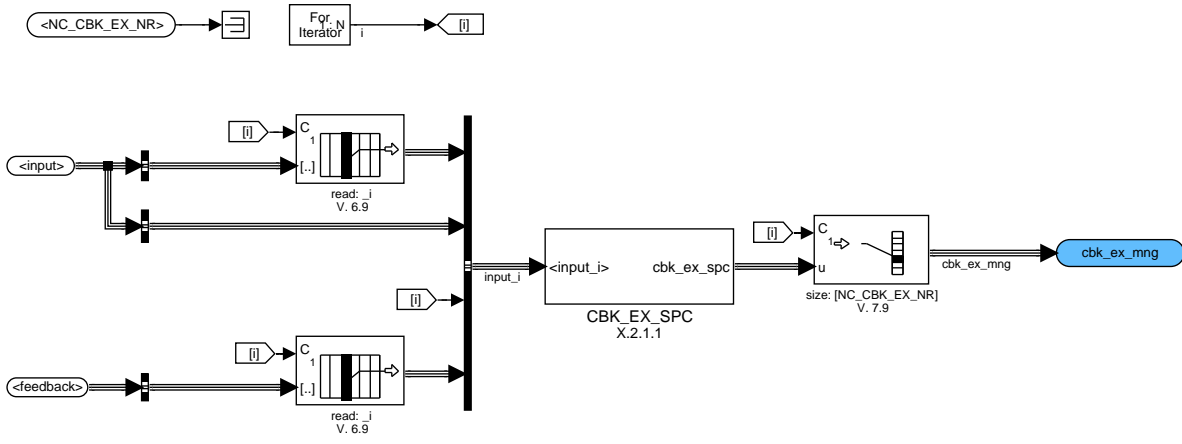 <NC_CBK_EX_NR>
For
Iterator
1 : N
i
[i]
[i]
C
1
[..]
read: _i
V. 6.9
<input>
[i]
input_i
<input_i>
cbk_ex_spc
CBK_EX_SPC
X.2.1.1
[i]
C
1
u
size: [NC_CBK_EX_NR]
V. 7.9
cbk_ex_mng
cbk_ex_mng
[i]
C
1
[..]
read: _i
V. 6.9
<feedback>